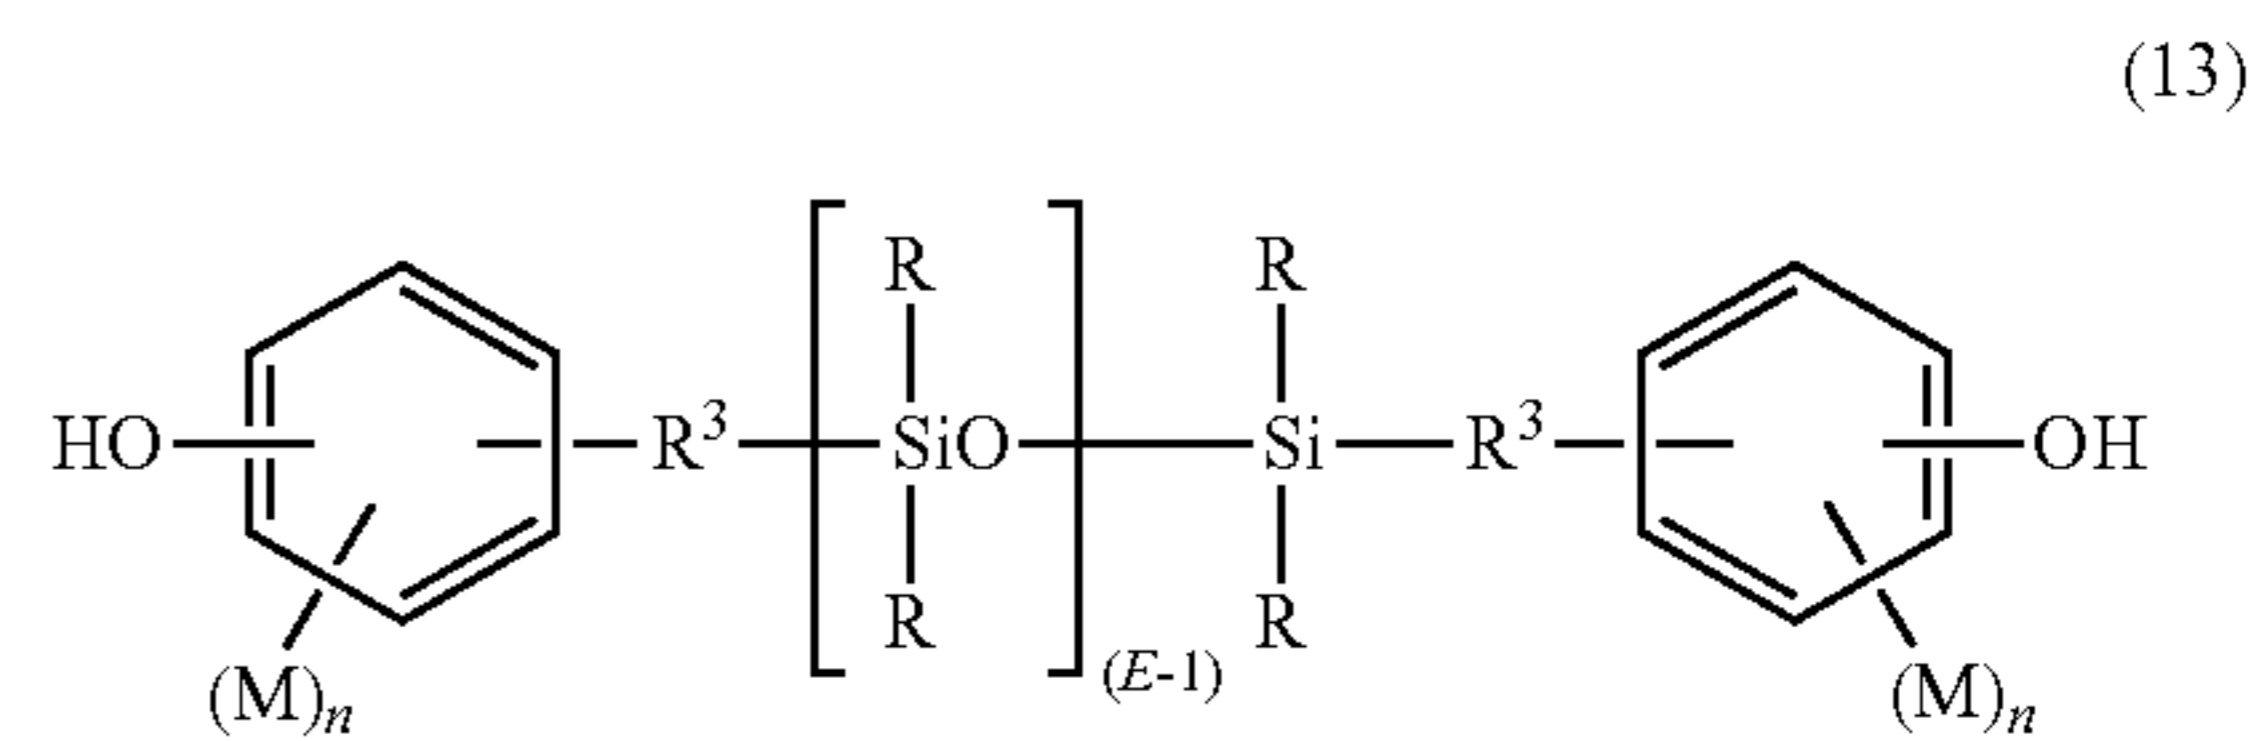 (13)
R R
HO R³ SiO Si R³ OH
R R
(E-1)
(M)n (M)n